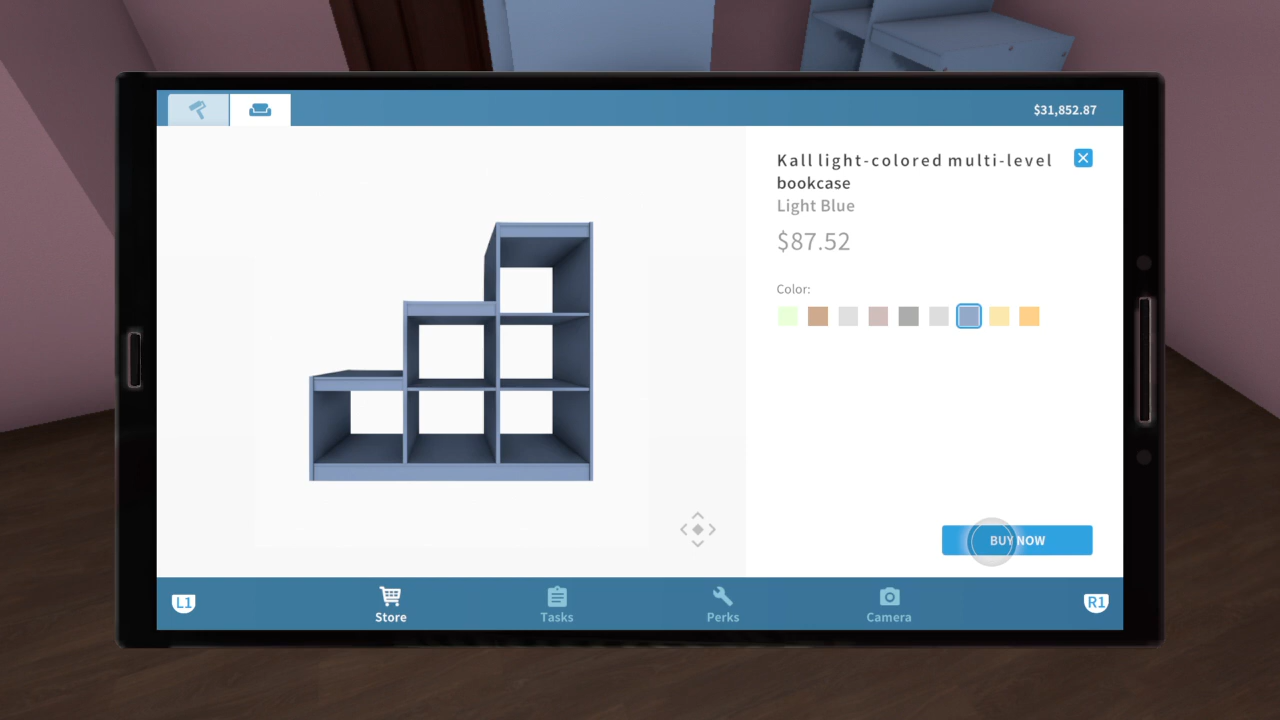 $31,852.87
Kall light-colored multi-level
bookcase
Light Blue
$87.52
Color:
BUY NOW
L1
Store
Tasks
Perks
Camera
R1